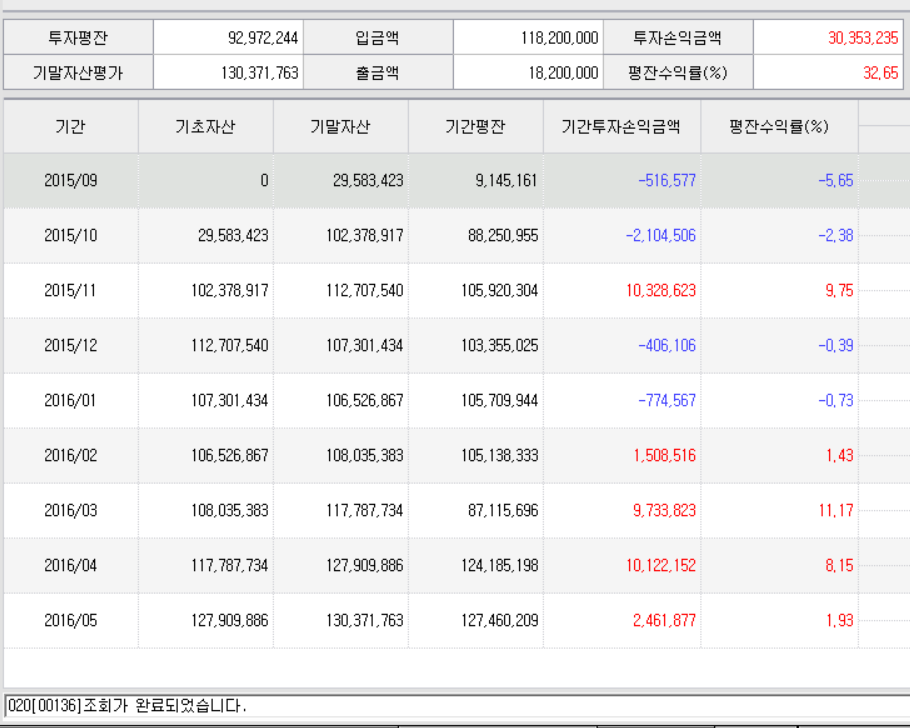 투자평잔 92,972,244 입금액 118,200,000 투자손익금액 30,353,235
기말자산평가 130,371,763 출금액 18,200,000 평잔수익률(%) 32,65
기간 기초자산 기말자산 기간평잔 기간투자손익금액 평잔수익률(%)
2015/09 0 29,583,423 9,145,161 -516,577 -5,65
2015/10 29,583,423 102,378,917 88,250,955 -2,104,506 -2,38
2015/11 102,378,917 112,707,540 105,920,304 10,328,623 9,75
2015/12 112,707,540 107,301,434 103,355,025 -406,106 -0,39
2016/01 107,301,434 106,526,867 105,709,944 -774,567 -0,73
2016/02 106,526,867 108,035,383 105,138,333 1,508,516 1,43
2016/03 108,035,383 117,787,734 87,115,696 9,733,823 11,17
2016/04 117,787,734 127,909,886 124,185,198 10,122,152 8,15
2016/05 127,909,886 130,371,763 127,460,209 2,461,877 1,93
020[00136]조회가 완료되었습니다.